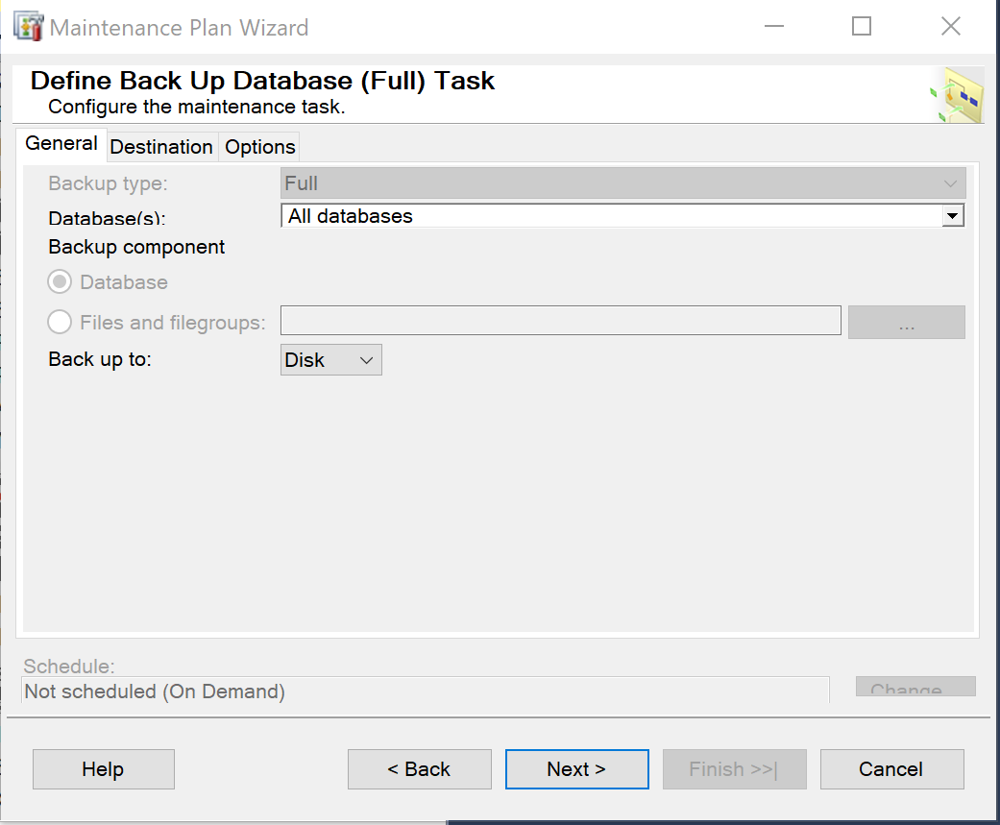 Maintenance Plan Wizard
Define Back Up Database (Full) Task
Configure the maintenance task.
General Destination Options
Backup type: Full
Database(s): All databases
Backup component
Database
Files and filegroups: ...
Back up to: Disk
Schedule:
Not scheduled (On Demand) Change...
Help < Back Next > Finish >>| Cancel